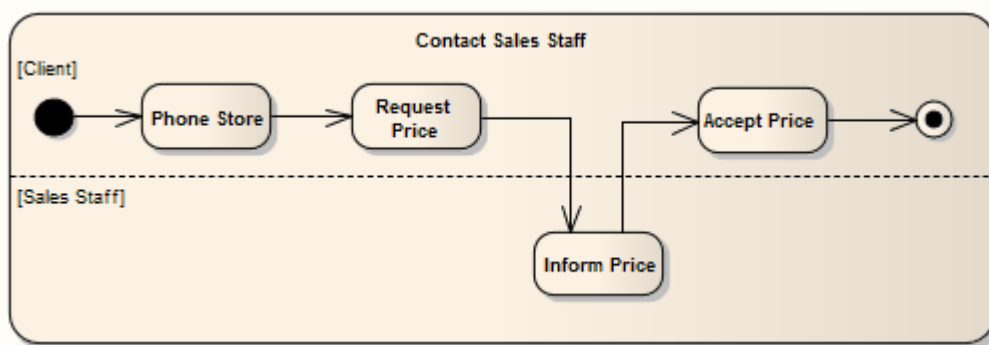 Contact Sales Staff
[Client]
Phone Store
Request
Price
Accept Price
[Sales Staff]
Inform Price